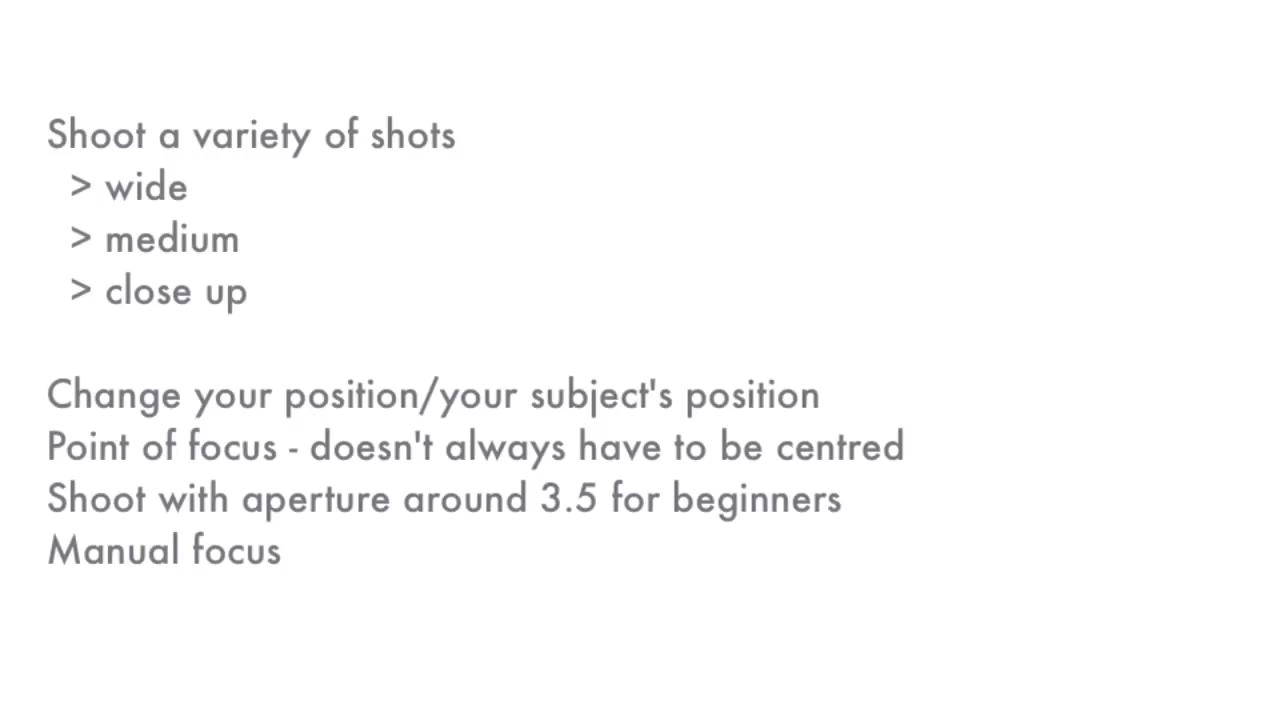 Shoot a variety of shots
> wide
> medium
> close up
Change your position/your subject's position
Point of focus - doesn't always have to be centred
Shoot with aperture around 3.5 for beginners
Manual focus